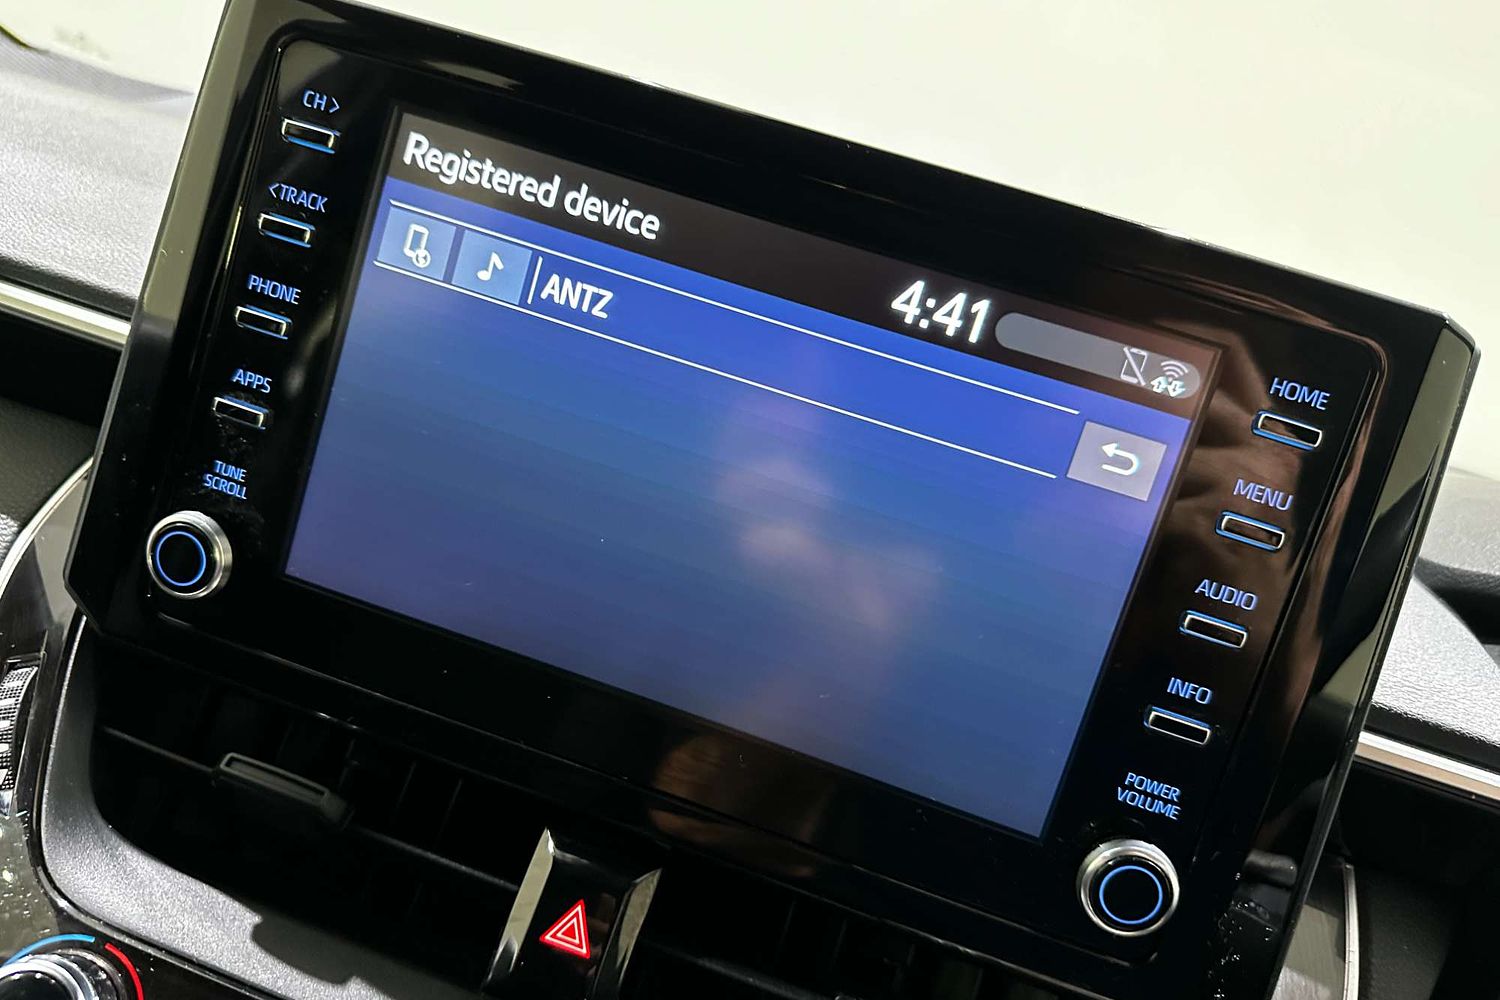 Registered device
4:41
ANTZ
CH >
< TRACK
PHONE
APPS
TUNE
SCROLL
HOME
MENU
AUDIO
INFO
POWER
VOLUME